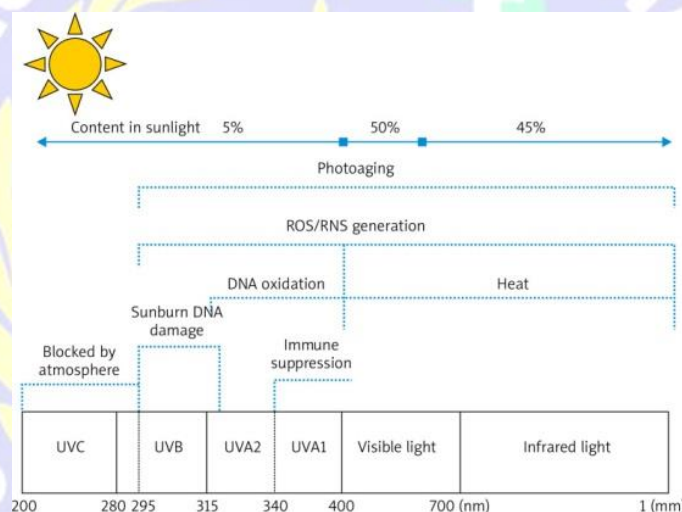 Content in sunlight 5% 50% 45%
Photoaging
ROS/RNS generation
DNA oxidation Heat
Sunburn DNA
damage
Immune
suppression
Blocked by
atmosphere
UVC UVB UVA2 UVA1 Visible light Infrared light
200 280 295 315 340 400 700 (nm) 1 (mm)